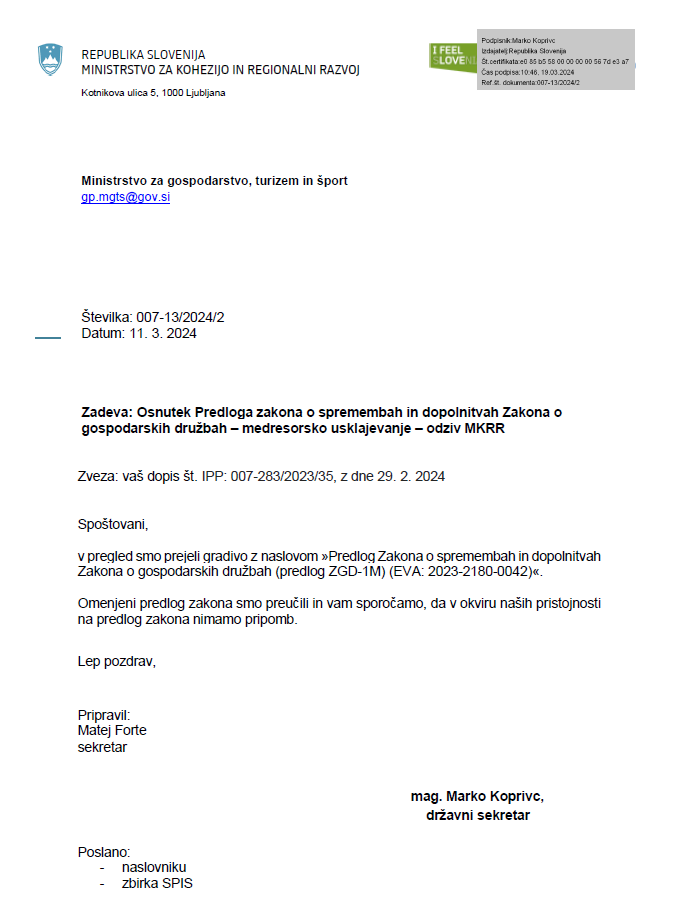 REPUBLIKA SLOVENIJA
MINISTRSTVO ZA KOHEZIJO IN REGIONALNI RAZVOJ
Kotnikova ulica 5, 1000 Ljubljana
I FEEL
SLOVENI
Podpisnik:Marko Koprivc
Izdajatelj:Republika Slovenija
Št.certifikata:e0 85 b5 58 00 00 00 00 56 7d e3 a7
Čas podpisa:10:46, 19.03.2024
Ref.št. dokumenta:007-13/2024/2
Ministrstvo za gospodarstvo, turizem in šport
gp.mgts@gov.si
Številka: 007-13/2024/2
Datum: 11. 3. 2024
Zadeva: Osnutek Predloga zakona o spremembah in dopolnitvah Zakona o
gospodarskih družbah – medresorsko usklajevanje – odziv MKRR
Zveza: vaš dopis št. IPP: 007-283/2023/35, z dne 29. 2. 2024
Spoštovani,
v pregled smo prejeli gradivo z naslovom »Predlog Zakona o spremembah in dopolnitvah
Zakona o gospodarskih družbah (predlog ZGD-1M) (EVA: 2023-2180-0042)«.
Omenjeni predlog zakona smo preučili in vam sporočamo, da v okviru naših pristojnosti
na predlog zakona nimamo pripomb.
Lep pozdrav,
Pripravil:
Matej Forte
sekretar
mag. Marko Koprivc,
državni sekretar
Poslano:
- naslovniku
- zbirka SPIS